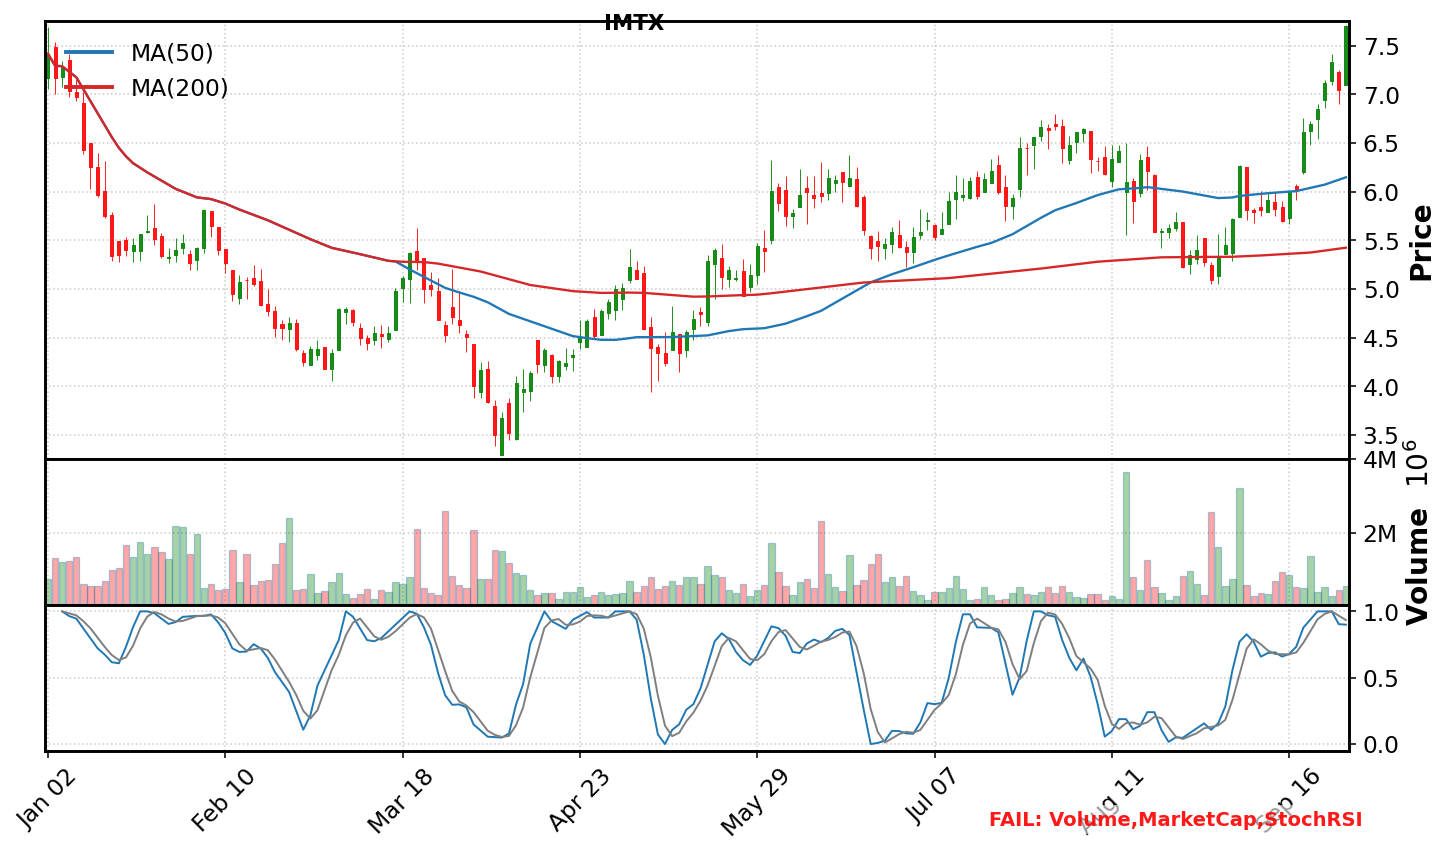 IMTX
MA(50)
MA(200)
7.5
7.0
6.5
6.0
5.5
5.0
4.5
4.0
3.5
Price
4M
2M
Volume 10^6
1.0
0.5
0.0
Jan 02
Feb 10
Mar 18
Apr 23
May 29
Jul 07
Aug 11
Sep 16
FAIL: Volume,MarketCap,StochRSI